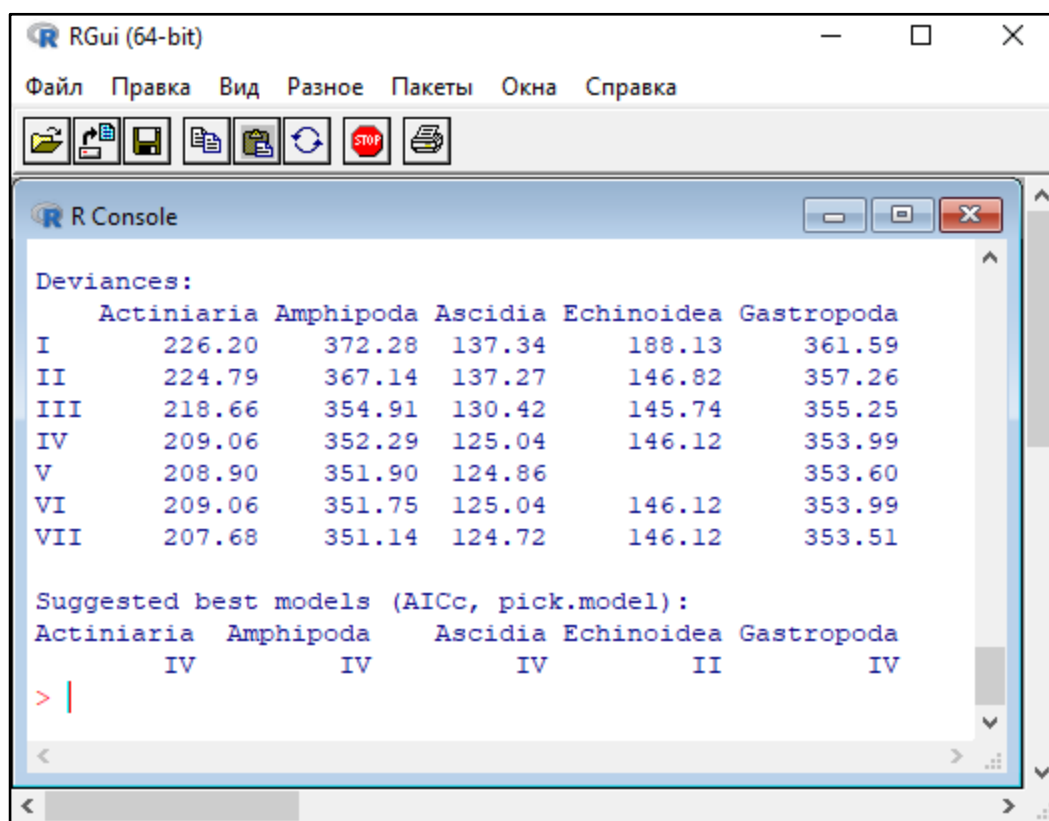 RGui (64-bit)
Файл Правка Вид Разное Пакеты Окна Справка
STOP
R Console
Deviances:
Actiniaria Amphipoda Ascidia Echinoidea Gastropoda
I 226.20 372.28 137.34 188.13 361.59
II 224.79 367.14 137.27 146.82 357.26
III 218.66 354.91 130.42 145.74 355.25
IV 209.06 352.29 125.04 146.12 353.99
V 208.90 351.90 124.86 353.60
VI 209.06 351.75 125.04 146.12 353.99
VII 207.68 351.14 124.72 146.12 353.51
Suggested best models (AICc, pick.model):
Actiniaria Amphipoda Ascidia Echinoidea Gastropoda
IV IV IV II IV
>